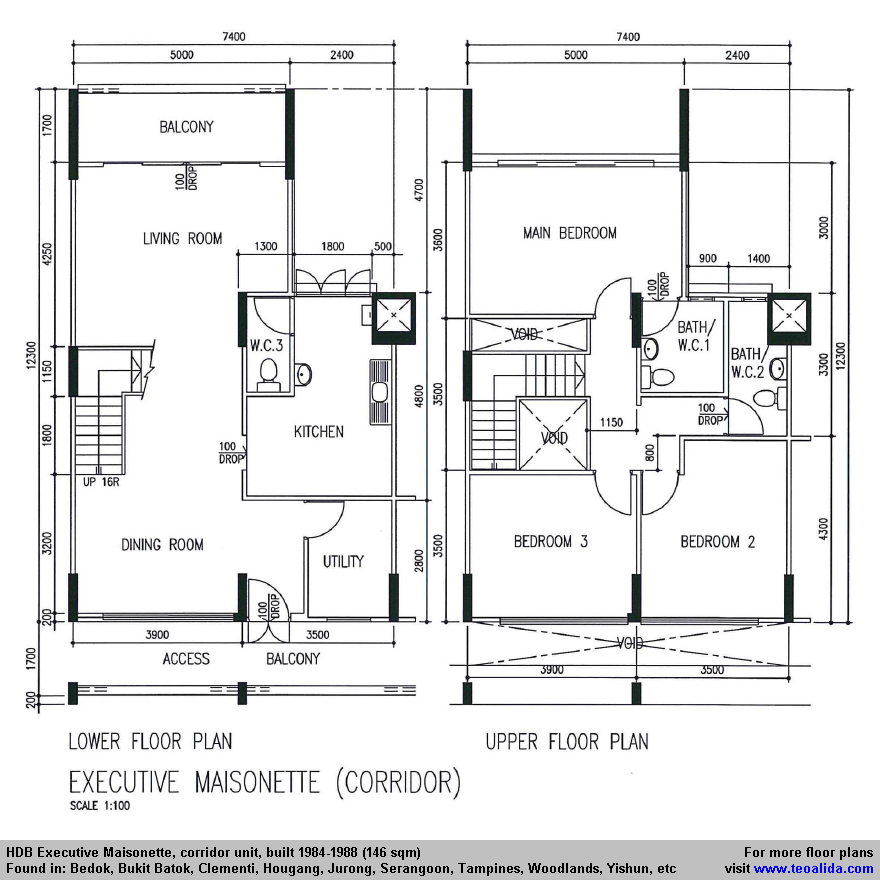 7400
5000 2400
BALCONY
1700
100 DROP
LIVING ROOM
4250
4700
1300 1800 500
W.C.3
12300
1150
4800
KITCHEN
1800
100 DROP
UP 16R
DINING ROOM
UTILITY
3200
2800
100 DROP
200
3900 3500
ACCESS BALCONY
1700
200
LOWER FLOOR PLAN
7400
5000 2400
MAIN BEDROOM
3600
3000
900 1400
100 DROP
VOID
BATH/
W.C.1
BATH/
W.C.2
3300
12300
3500
VOID
1150
100 DROP
800
BEDROOM 3
BEDROOM 2
3500
4300
VOID
3900 3500
UPPER FLOOR PLAN
EXECUTIVE MAISONETTE (CORRIDOR)
SCALE 1:100
HDB Executive Maisonette, corridor unit, built 1984-1988 (146 sqm)
For more floor plans
Found in: Bedok, Bukit Batok, Clementi, Hougang, Jurong, Serangoon, Tampines, Woodlands, Yishun, etc
visit www.teoalida.com